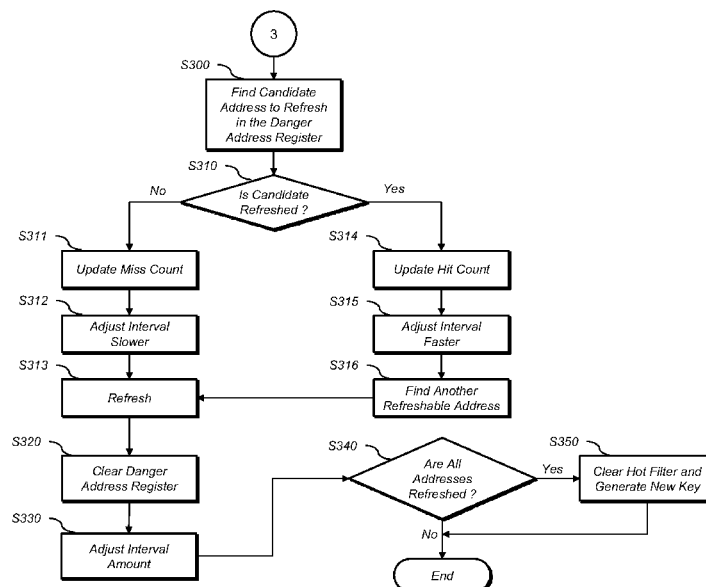 3
S300
Find Candidate
Address to Refresh
in the Danger
Address Register
S310
No
Is Candidate
Refreshed ?
Yes
S311
Update Miss Count
S314
Update Hit Count
S312
Adjust Interval
Slower
S315
Adjust Interval
Faster
S313
Refresh
S316
Find Another
Refreshable Address
S320
Clear Danger
Address Register
S340
Are All
Addresses
Refreshed ?
Yes
S350
Clear Hot Filter and
Generate New Key
S330
Adjust Interval
Amount
No
End